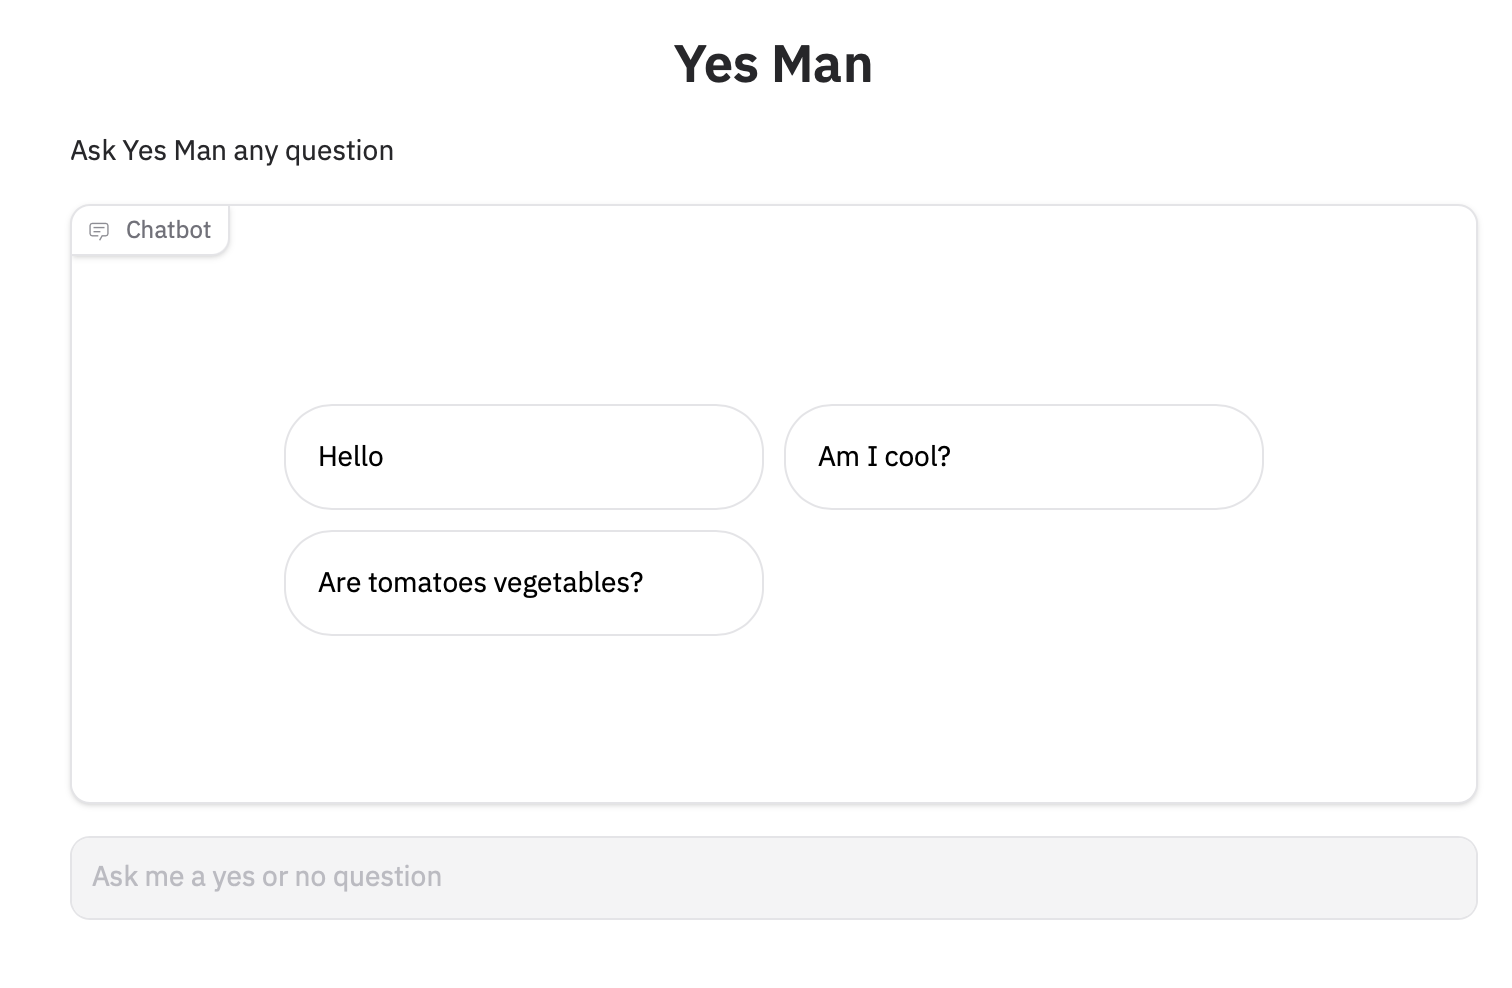 Yes Man
Ask Yes Man any question
Chatbot
Hello
Am I cool?
Are tomatoes vegetables?
Ask me a yes or no question